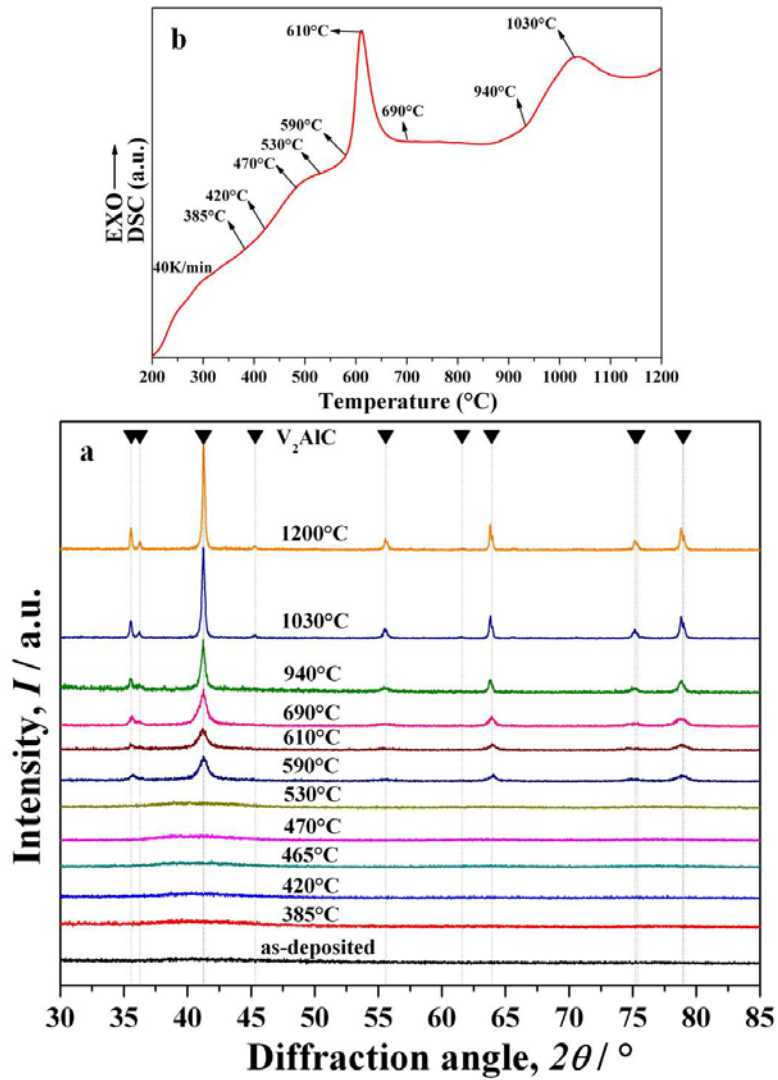 b
610°C
1030°C
940°C
690°C
590°C
530°C
470°C
420°C
385°C
40K/min
EXO
DSC (a.u.)
200 300 400 500 600 700 800 900 1000 1100 1200
Temperature (°C)
a
V₂AlC
1200°C
1030°C
940°C
690°C
610°C
590°C
530°C
470°C
465°C
420°C
385°C
as-deposited
Intensity, I / a.u.
30 35 40 45 50 55 60 65 70 75 80 85
Diffraction angle, 2θ / °